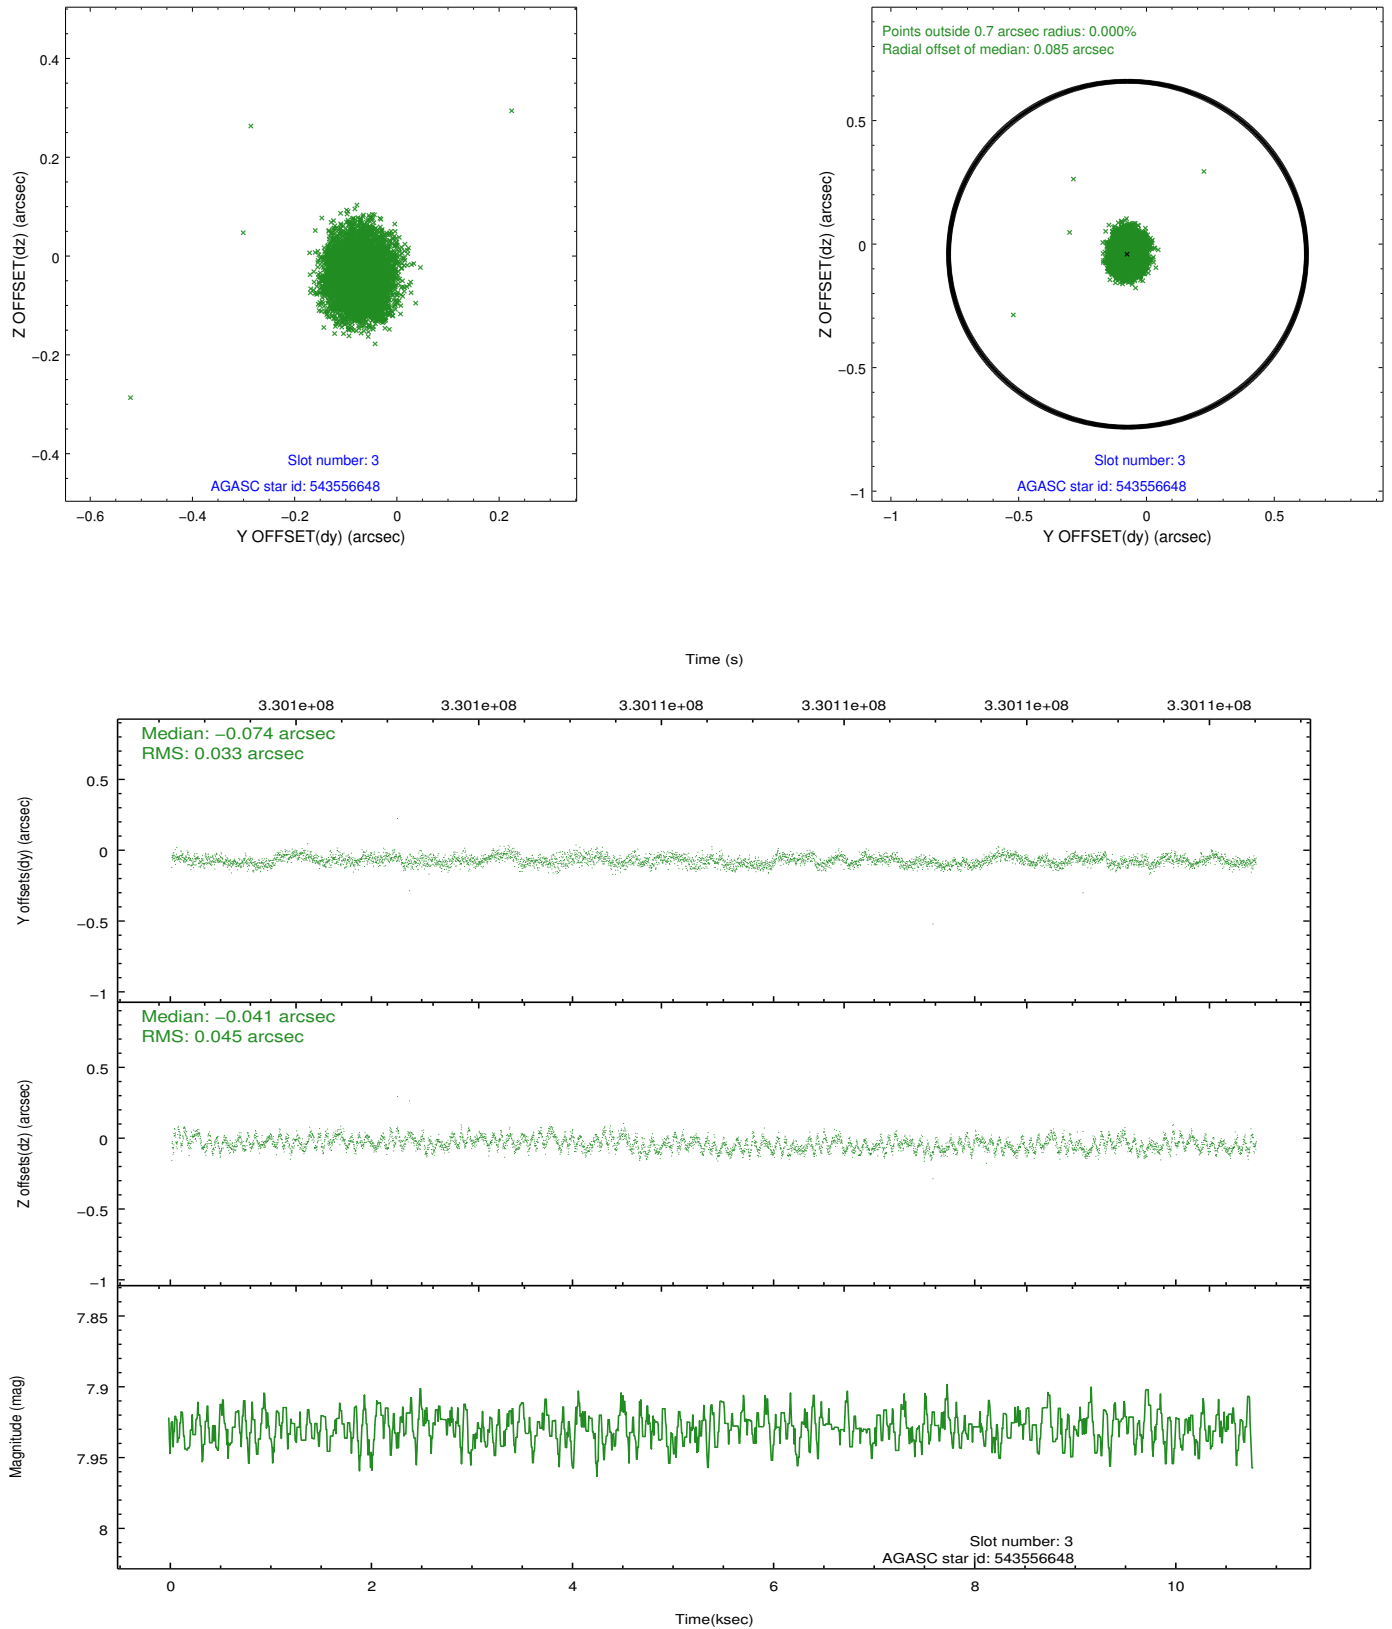 0.4
0.2
0
−0.2
−0.4
Z OFFSET(dz) (arcsec)
Slot number: 3
AGASC star id: 543556648
−0.6 −0.4 −0.2 0 0.2
Y OFFSET(dy) (arcsec)
Points outside 0.7 arcsec radius: 0.000%
Radial offset of median: 0.085 arcsec
0.5
0
−0.5
−1
Z OFFSET(dz) (arcsec)
Slot number: 3
AGASC star id: 543556648
−1 −0.5 0 0.5
Y OFFSET(dy) (arcsec)
Time (s)
3.301e+08 3.301e+08 3.3011e+08 3.3011e+08 3.3011e+08 3.3011e+08
Median: −0.074 arcsec
RMS: 0.033 arcsec
0.5
0
−0.5
−1
Y offsets(dy) (arcsec)
Median: −0.041 arcsec
RMS: 0.045 arcsec
0.5
0
−0.5
−1
Z offsets(dz) (arcsec)
7.85
7.9
7.95
8
Magnitude (mag)
Slot number: 3
AGASC star id: 543556648
0 2 4 6 8 10
Time(ksec)